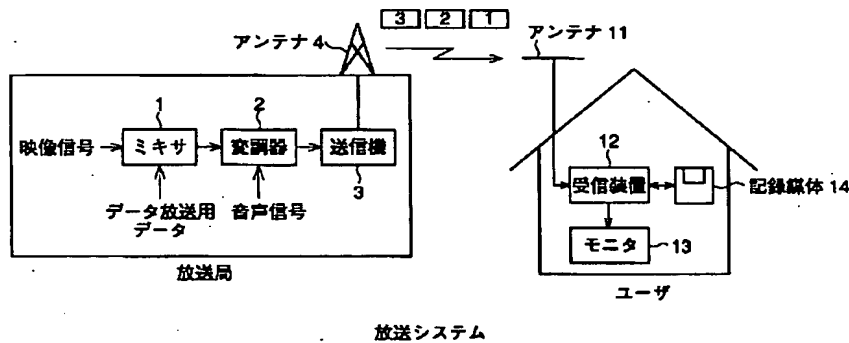 3 2 1
アンテナ 4
アンテナ 11
1
2
映像信号
ミキサ
変調器
送信機
3
データ放送用
データ
音声信号
放送局
12
受信装置
記録媒体 14
モニタ
13
ユーザ
放送システム